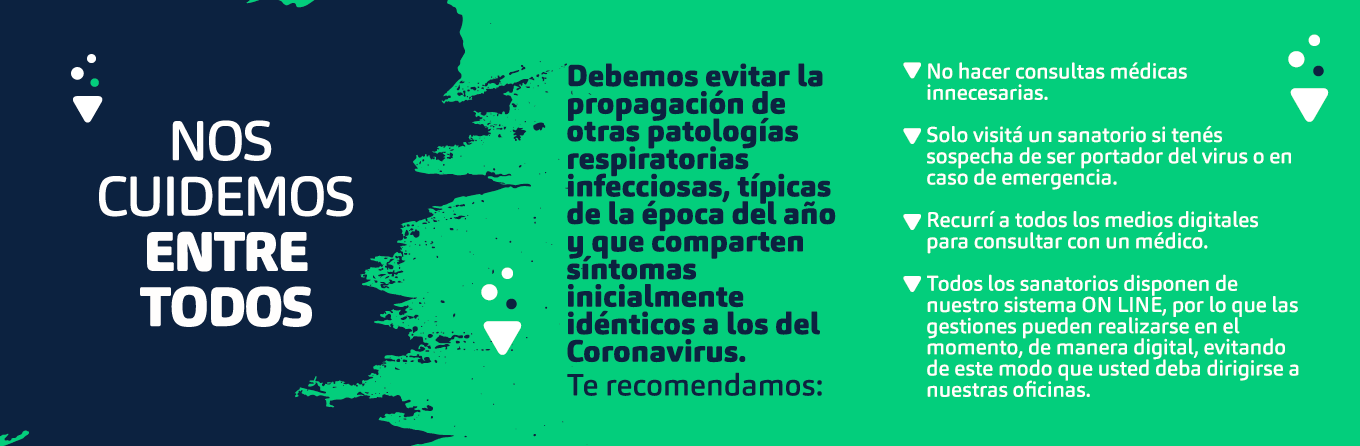 NOS
CUIDEMOS
ENTRE
TODOS
Debemos evitar la
propagación de
otras patologías
respiratorias
infecciosas, típicas
de la época del año
y que comparten
síntomas
inicialmente
idénticos a los del
Coronavirus.
Te recomendamos:
No hacer consultas médicas
innecesarias.
Solo visitá un sanatorio si tenés
sospecha de ser portador del virus o en
caso de emergencia.
Recurrí a todos los medios digitales
para consultar con un médico.
Todos los sanatorios disponen de
nuestro sistema ON LINE, por lo que las
gestiones pueden realizarse en el
momento, de manera digital, evitando
de este modo que usted deba dirigirse a
nuestras oficinas.